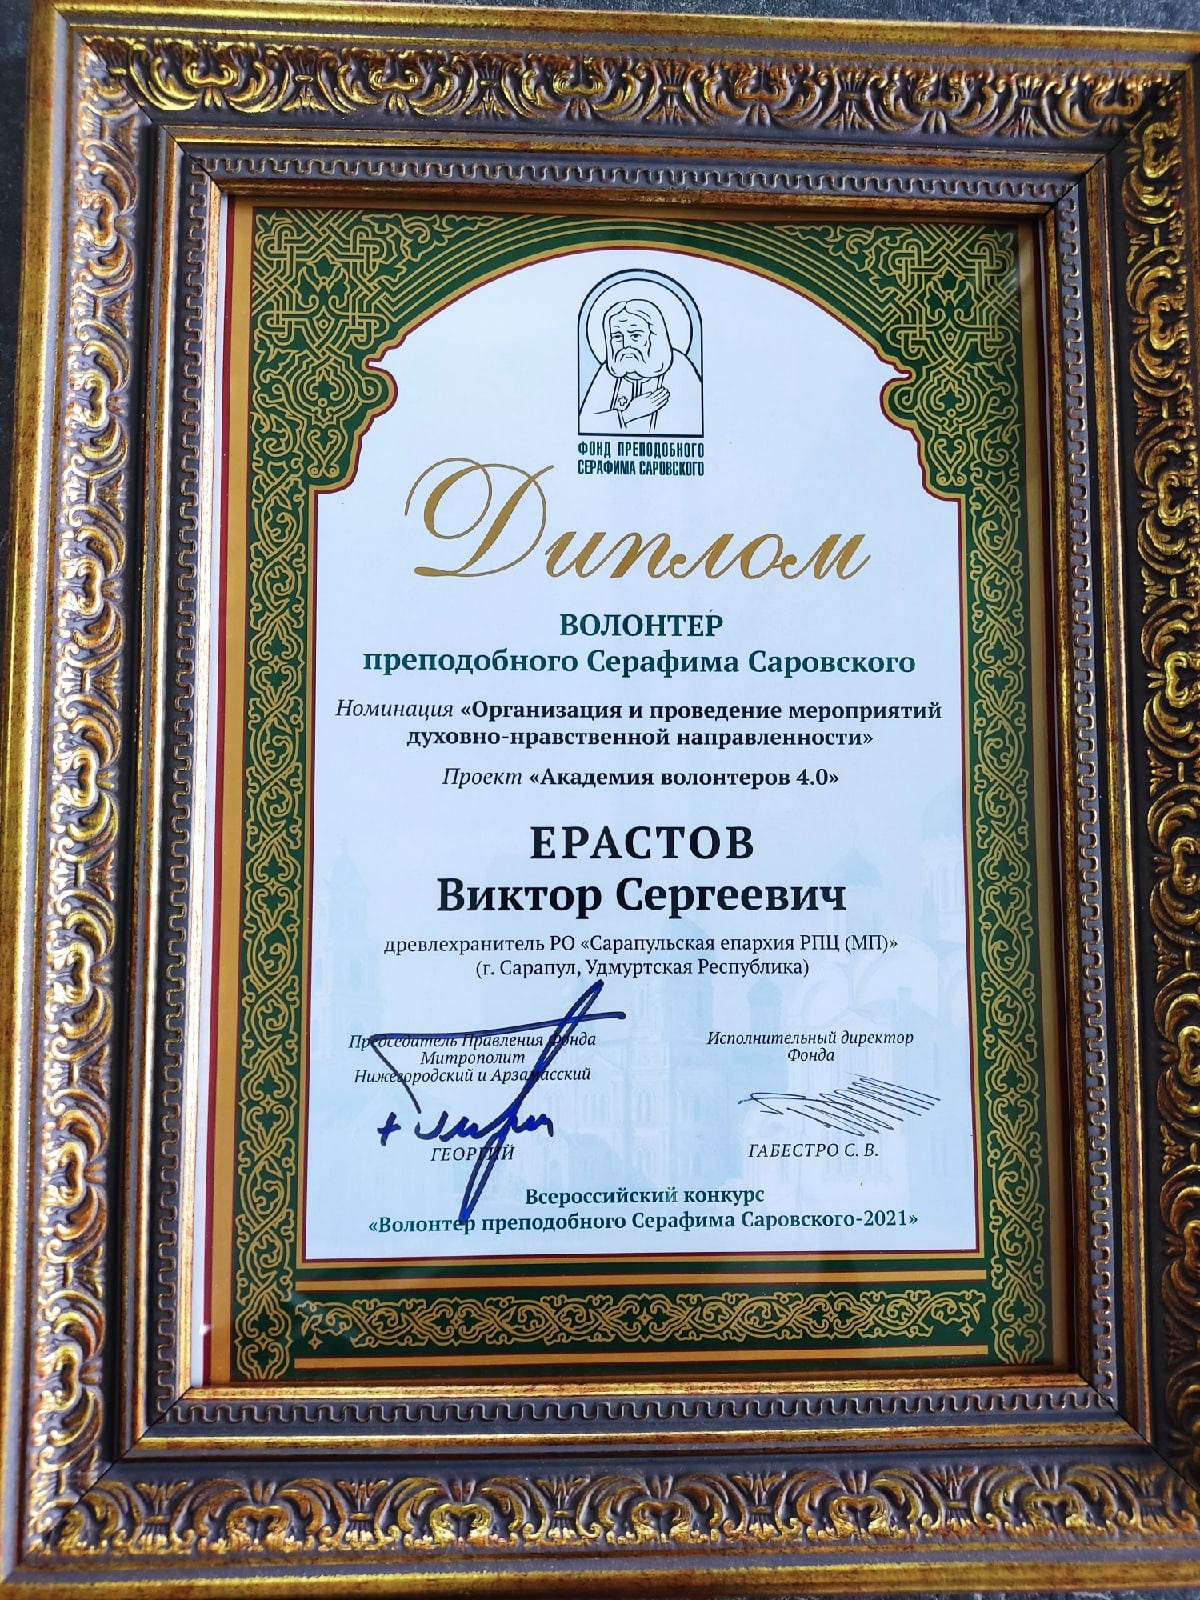 ФОНД ПРЕПОДОБНОГО
СЕРАФИМА САРОВСКОГО
Диплом
ВОЛОНТЕР
преподобного Серафима Саровского
Номинация «Организация и проведение мероприятий
духовно-нравственной направленности»
Проект «Академия волонтеров 4.0»
ЕРАСТОВ
Виктор Сергеевич
древлехранитель РО «Сарапульская епархия РПЦ (МП)»
(г. Сарапул, Удмуртская Республика)
Председатель Правления Фонда
Митрополит
Нижегородский и Арзамасский
ГЕОРГИЙ
Исполнительный директор
Фонда
ГАБЕСТРО С. В.
Всероссийский конкурс
«Волонтер преподобного Серафима Саровского-2021»